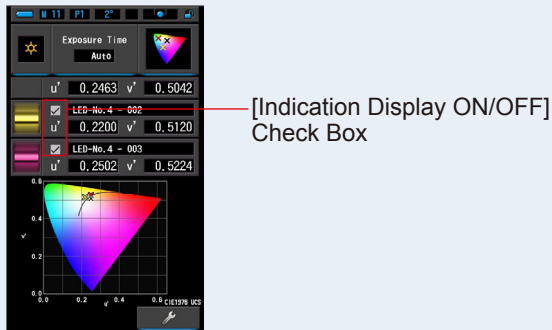 M 11 P1 2°
Exposure Time
Auto
u' 0.2463 v' 0.5042
LED-No.4 - 002
u' 0.2200 v' 0.5120
LED-No.4 - 003
u' 0.2502 v' 0.5224
[Indication Display ON/OFF]
Check Box
0.6
v'
0.4
0.2
0.0
0.0 0.2 u' 0.4 0.6 CIE1976 UCS